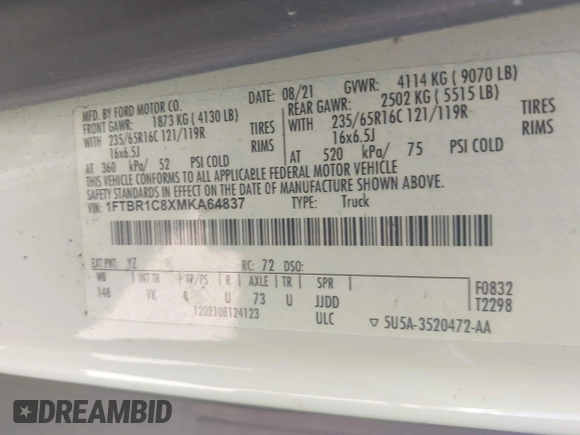 MFD. BY FORD MOTOR CO.
DATE: 08/21 GVWR: 4114 KG ( 9070 LB)
FRONT GAWR: 1873 KG ( 4130 LB)
REAR GAWR: 2502 KG ( 5515 LB)
WITH 235/65R16C 121/119R TIRES
WITH 235/65R16C 121/119R TIRES
16x6.5J RIMS
16x6.5J RIMS
AT 360 kPa/ 52 PSI COLD
AT 520 kPa/ 75 PSI COLD
THIS VEHICLE CONFORMS TO ALL APPLICABLE FEDERAL MOTOR VEHICLE
SAFETY STANDARDS IN EFFECT ON THE DATE OF MANUFACTURE SHOWN ABOVE.
VIN: 1FTBR1C8XMKA64837 TYPE: Truck
EXT PNT: YZ RC: 72 DSO:
WB INT TR TP/PS R AXLE TR SPR
148 VK U 73 U JJDD
F0832
T2298
1202108124123 ULC
▽ 5U5A-3520472-AA
DREAMBID